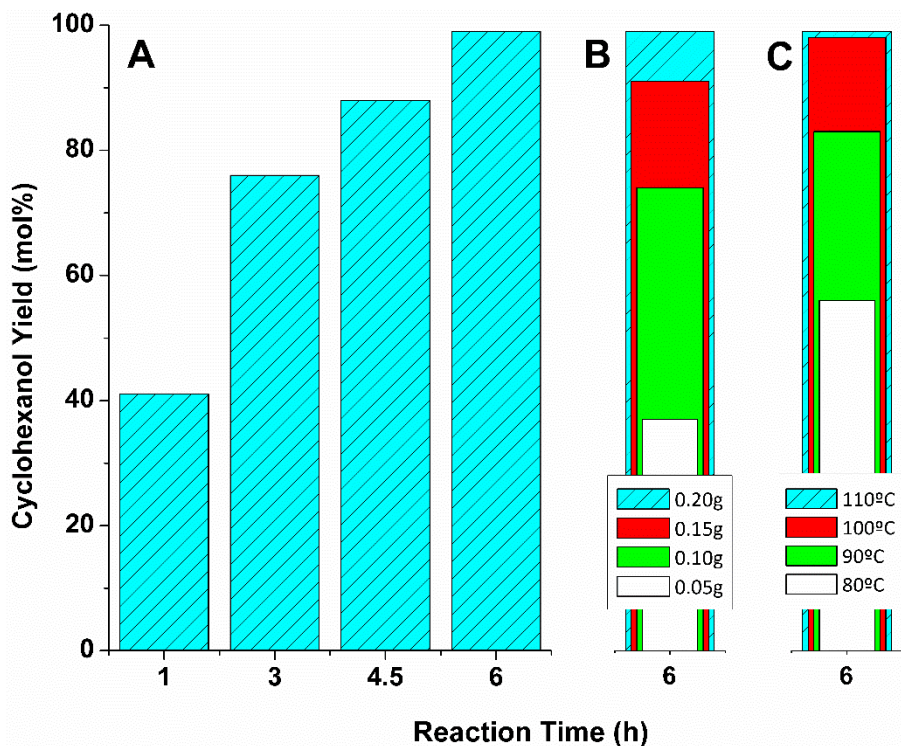 100
80
60
40
20
0
Cyclohexanol Yield (mol%)
A
B
C
0.20g
0.15g
0.10g
0.05g
110ºC
100ºC
90ºC
80ºC
1 3 4.5 6 6 6
Reaction Time (h)